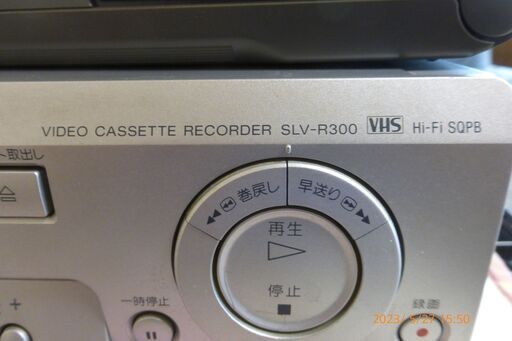 VIDEO CASSETTE RECORDER SLV-R300 VHS Hi-Fi SQPB
ト取出し
巻戻し 早送り
再生
停止
一時停止
録画
+
2023/ 5/27 15:50